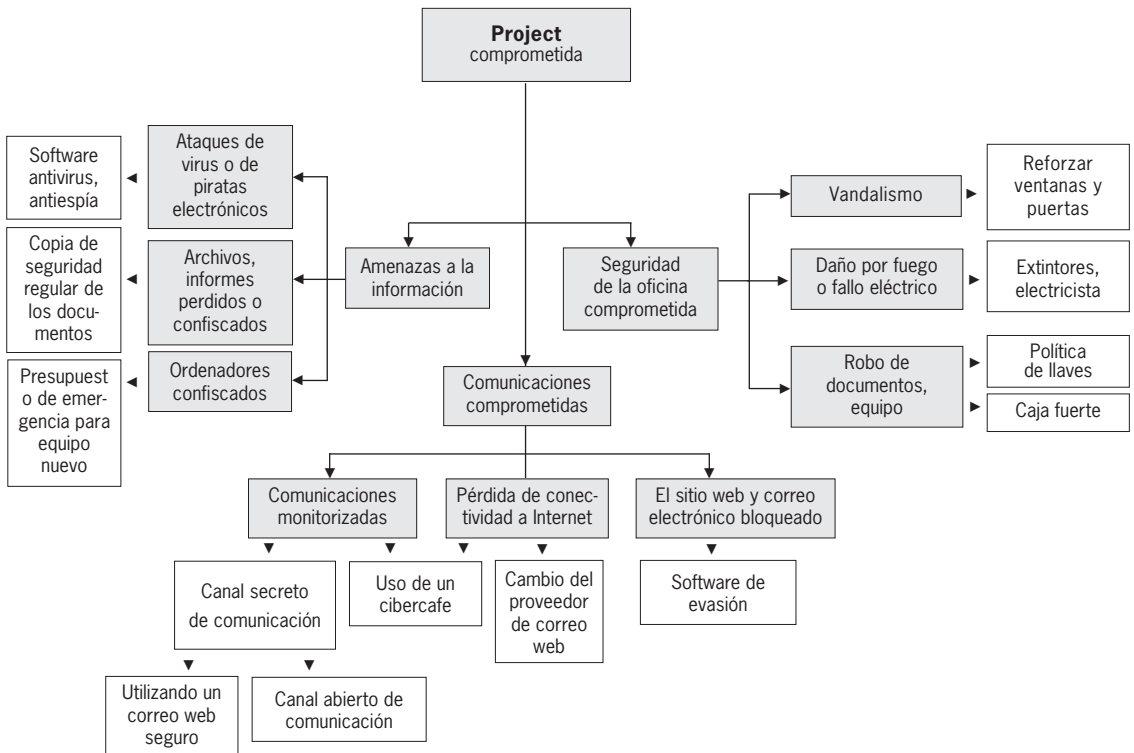 Project
comprometida
Ataques de
virus o de
piratas
electrónicos
Software
antivirus,
antiespía
Archivos,
informes
perdidos o
confiscados
Copia de
seguridad
regular de
los docu-
mentos
Ordenadores
confiscados
Presupuest
o de emer-
gencia para
equipo
nuevo
Amenazas a la
información
Seguridad
de la oficina
comprometida
Vandalismo
Reforzar
ventanas y
puertas
Daño por fuego
o fallo eléctrico
Extintores,
electricista
Robo de
documentos,
equipo
Política
de llaves
Caja fuerte
Comunicaciones
comprometidas
Comunicaciones
monitorizadas
Pérdida de conec-
tividad a Internet
El sitio web y correo
electrónico bloqueado
Canal secreto
de comunicación
Uso de un
cibercafe
Cambio del
proveedor
de correo
web
Software de
evasión
Utilizando un
correo web
seguro
Canal abierto de
comunicación